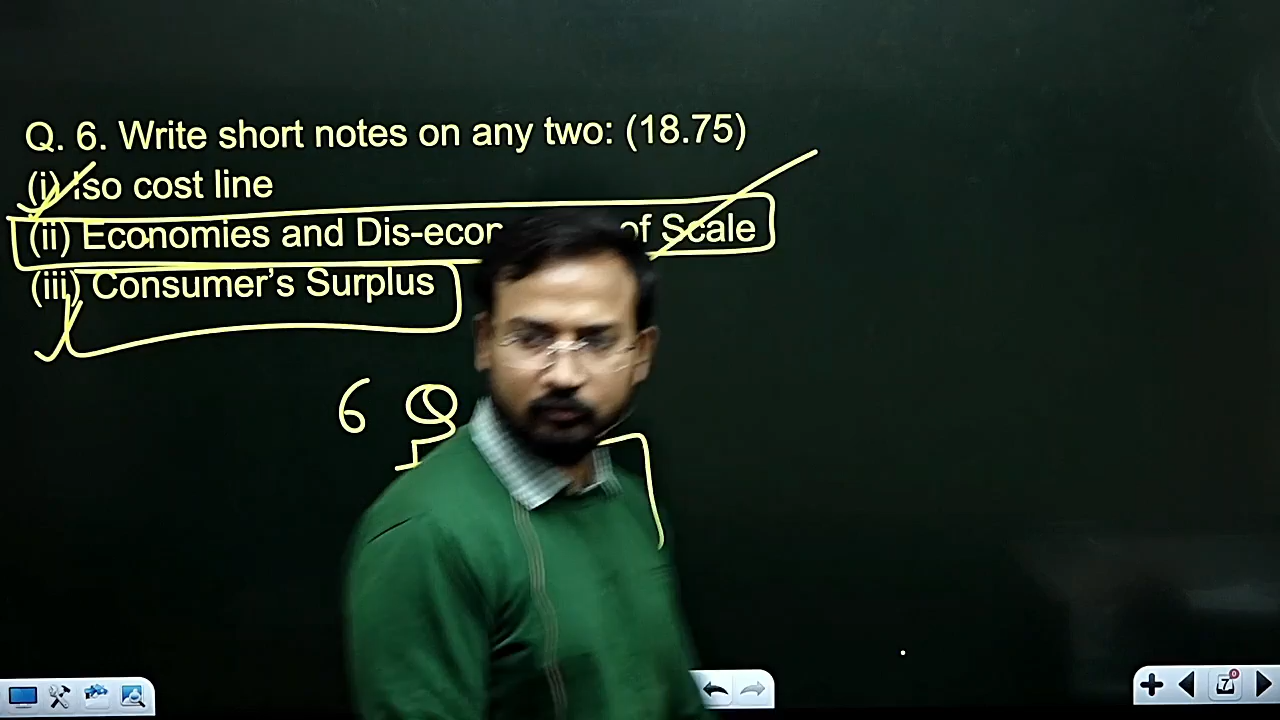 Q. 6. Write short notes on any two: (18.75)
(i) Iso cost line
(ii) Economies and Dis-econ of Scale
(iii) Consumer's Surplus
6 Q
7